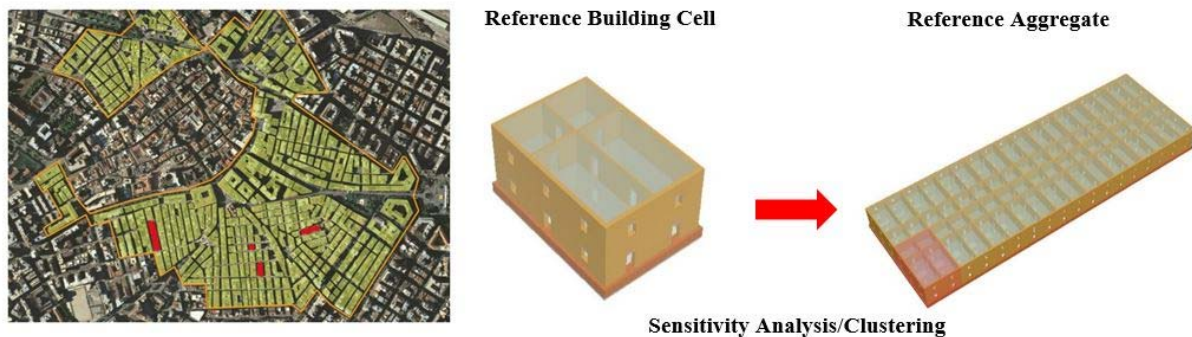 Reference Building Cell
Reference Aggregate
Sensitivity Analysis/Clustering